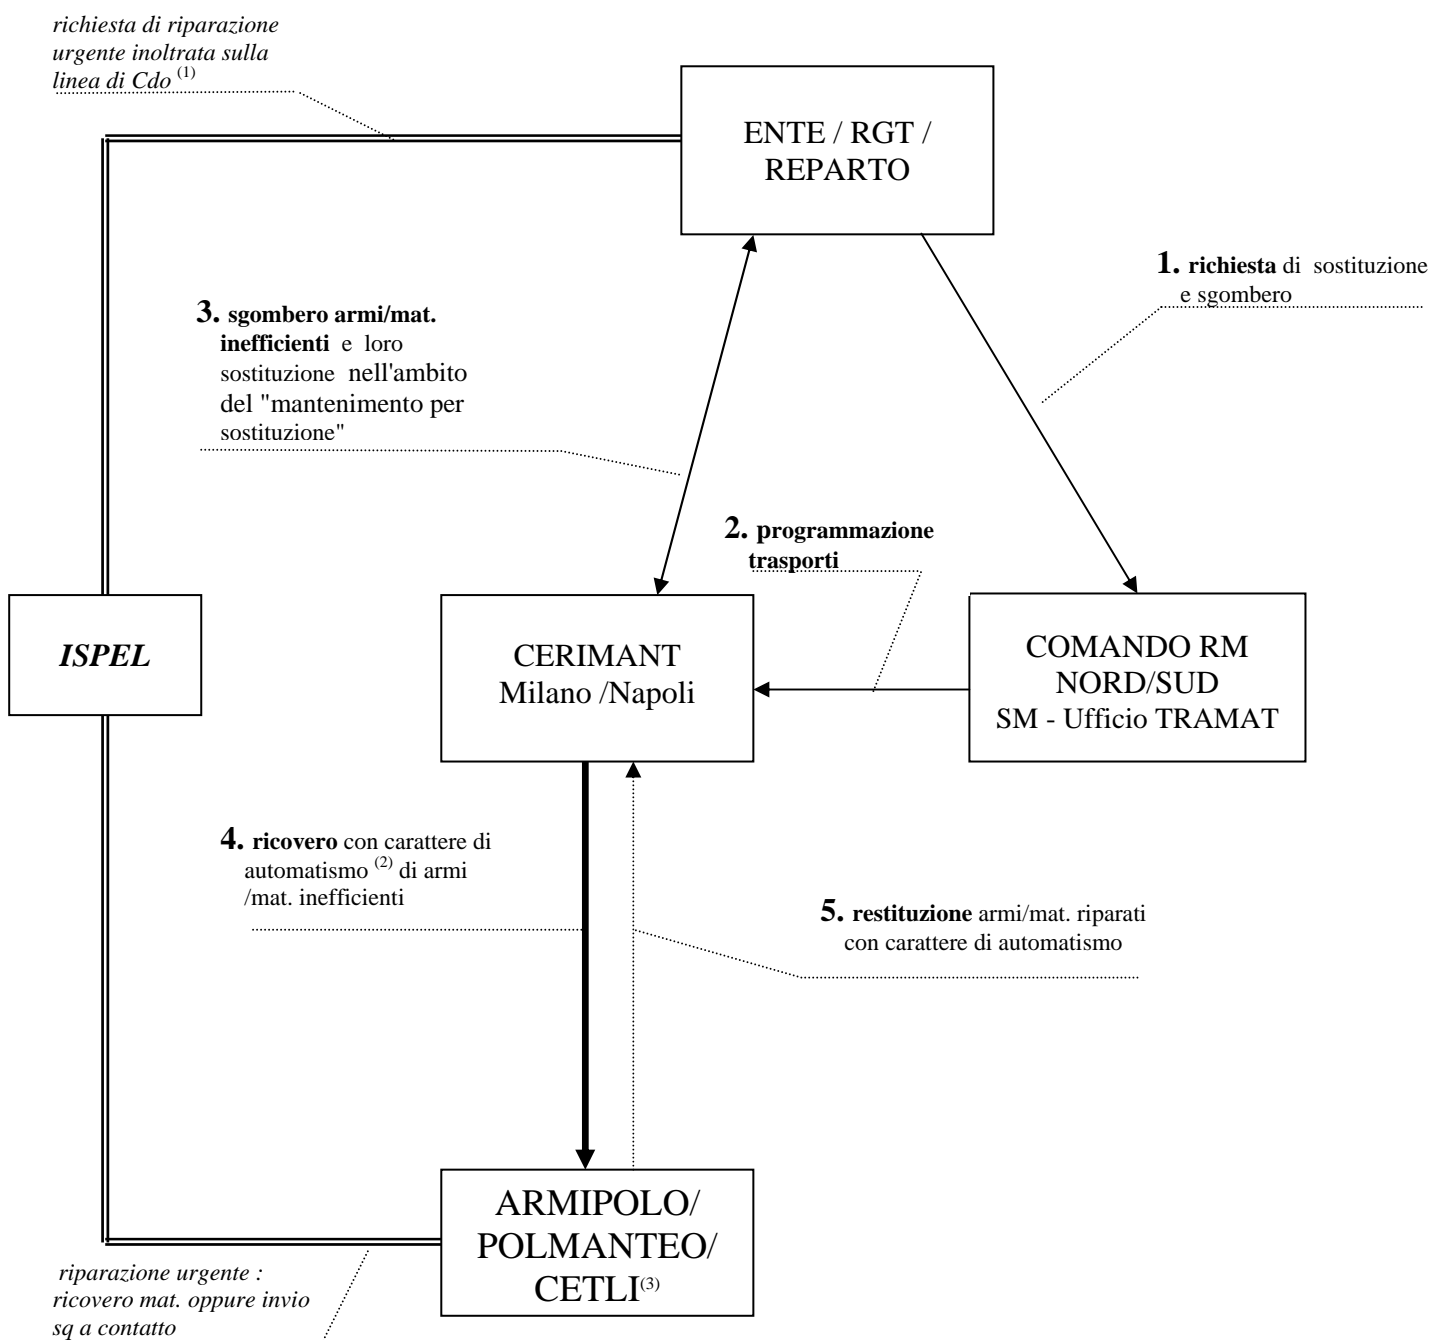 richiesta di riparazione
urgente inoltrata sulla
linea di Cdo (1)
ENTE / RGT /
REPARTO
1. richiesta di sostituzione
e sgombero
3. sgombero armi/mat.
inefficienti e loro
sostituzione nell'ambito
del "mantenimento per
sostituzione"
2. programmazione
trasporti
ISPEL
CERIMANT
Milano /Napoli
COMANDO RM
NORD/SUD
SM - Ufficio TRAMAT
4. ricovero con carattere di
automatismo (2) di armi
/mat. inefficienti
5. restituzione armi/mat. riparati
con carattere di automatismo
ARMIPOLO/
POLMANTEO/
CETLI(3)
riparazione urgente :
ricovero mat. oppure invio
sq a contatto